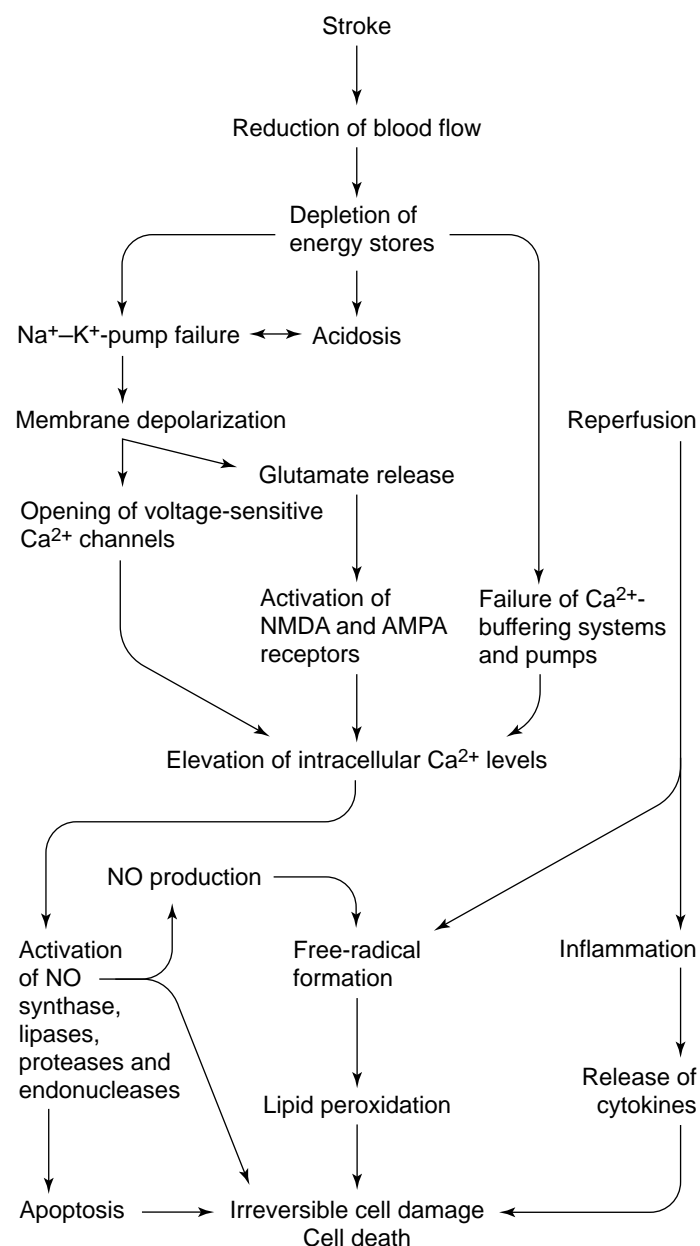 Stroke
Reduction of blood flow
Depletion of
energy stores
Na⁺–K⁺-pump failure
Acidosis
Membrane depolarization
Reperfusion
Glutamate release
Opening of voltage-sensitive
Ca²⁺ channels
Activation of
NMDA and AMPA
receptors
Failure of Ca²⁺-
buffering systems
and pumps
Elevation of intracellular Ca²⁺ levels
NO production
Activation
of NO
synthase,
lipases,
proteases and
endonucleases
Free-radical
formation
Inflammation
Lipid peroxidation
Release of
cytokines
Apoptosis
Irreversible cell damage
Cell death